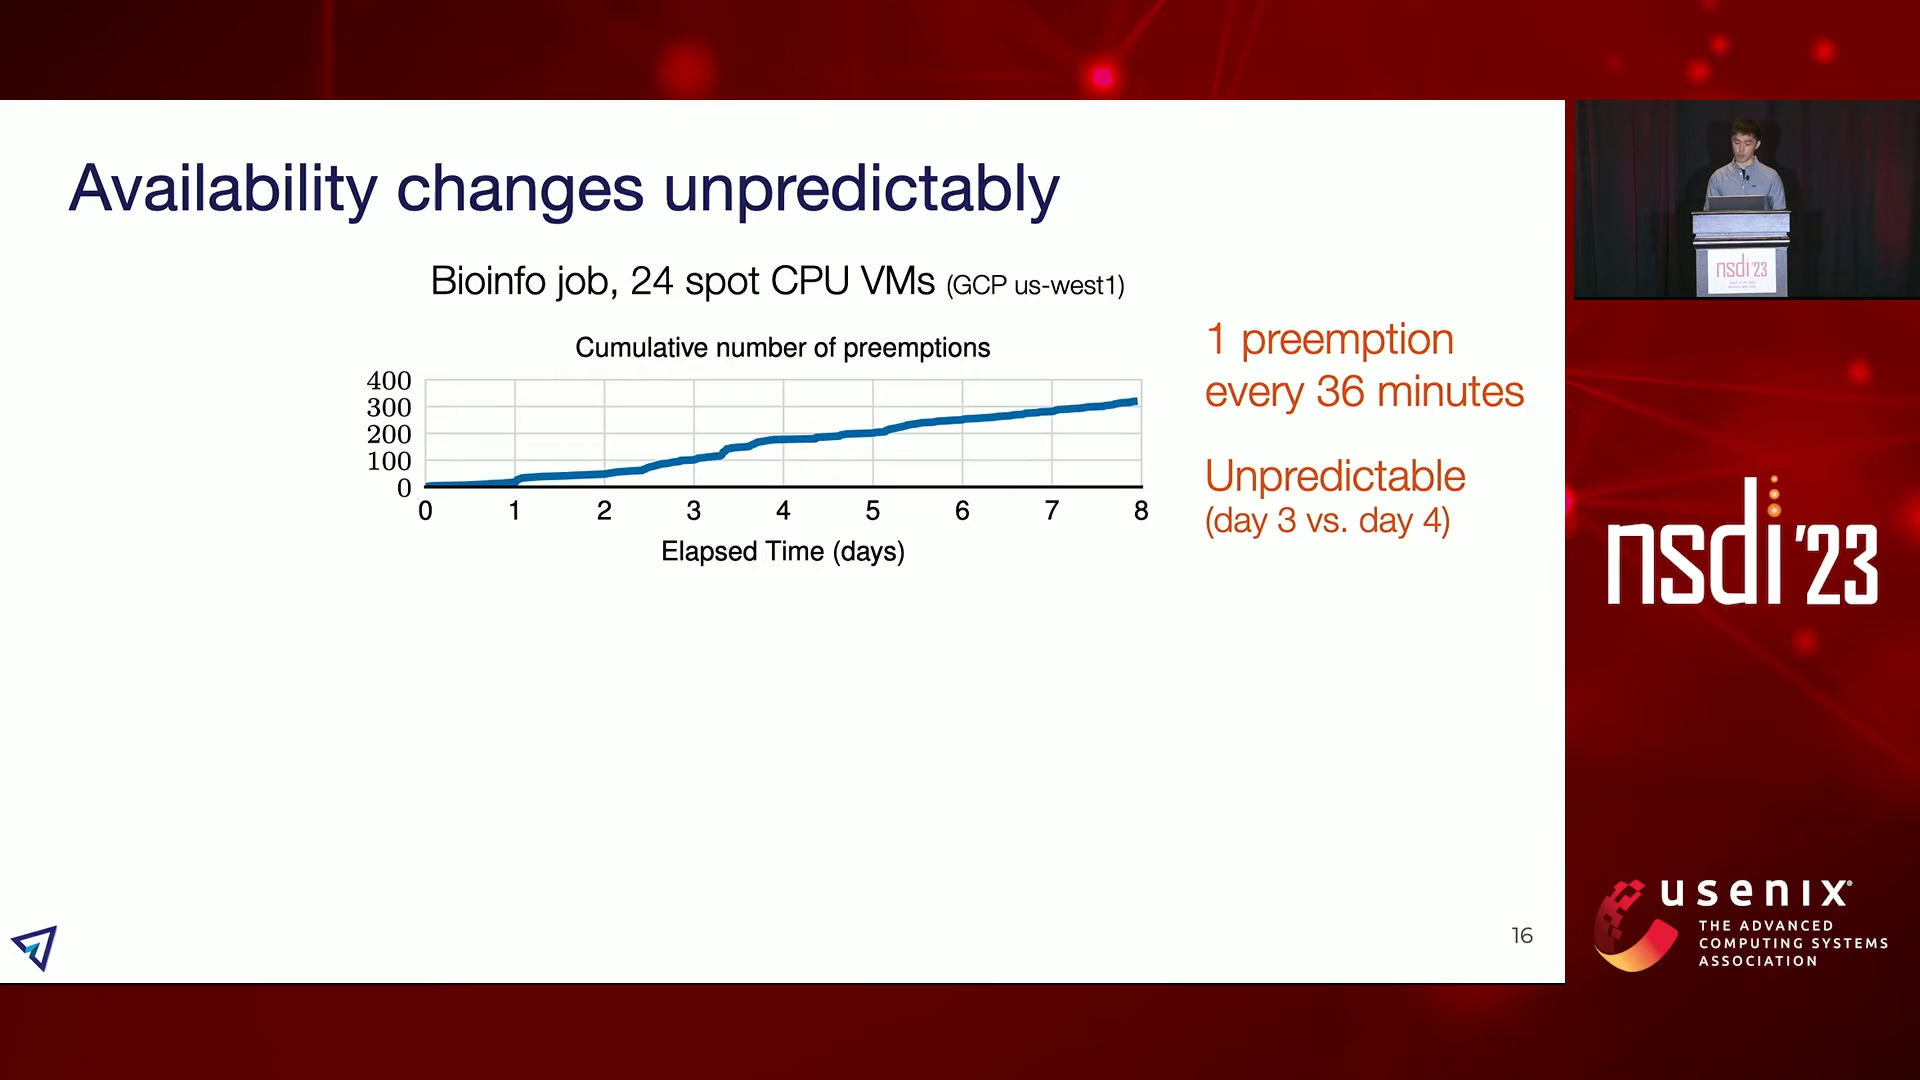 Availability changes unpredictably
Bioinfo job, 24 spot CPU VMs (GCP us-west1)
Cumulative number of preemptions
400
300
200
100
0
0 1 2 3 4 5 6 7 8
Elapsed Time (days)
1 preemption
every 36 minutes
Unpredictable
(day 3 vs. day 4)
16
nsdi '23
nsdi '23
usenix®
THE ADVANCED
COMPUTING SYSTEMS
ASSOCIATION